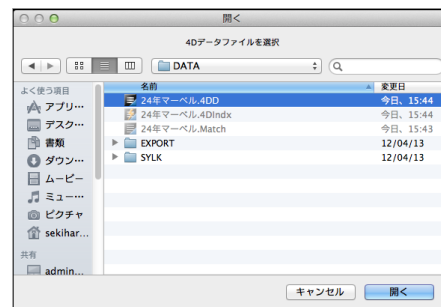 開く
4Dデータファイルを選択
DATA
よく使う項目
アプリ…
デスク…
書類
ダウン…
ムービー
ミュー…
ピクチャ
sekihar...
共有
admin...
名前 変更日
24年マーベル.4DD 今日、15:44
24年マーベル.4DIndx 今日、15:44
24年マーベル.Match 今日、15:43
EXPORT 12/04/13
SYLK 12/04/13
キャンセル 開く